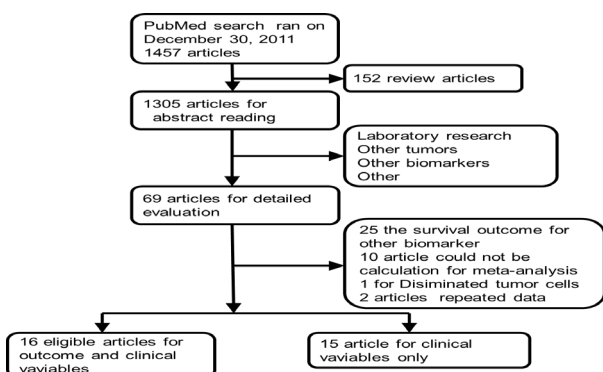 PubMed search ran on
December 30, 2011
1457 articles
152 review articles
1305 articles for
abstract reading
Laboratory research
Other tumors
Other biomarkers
Other
69 articles for detailed
evaluation
25 the survival outcome for
other biomarker
10 article could not be
calculation for meta-analysis
1 for Disiminated tumor cells
2 articles repeated data
16 eligible articles for
outcome and clinical
vayiables
15 article for clinical
vayiables only